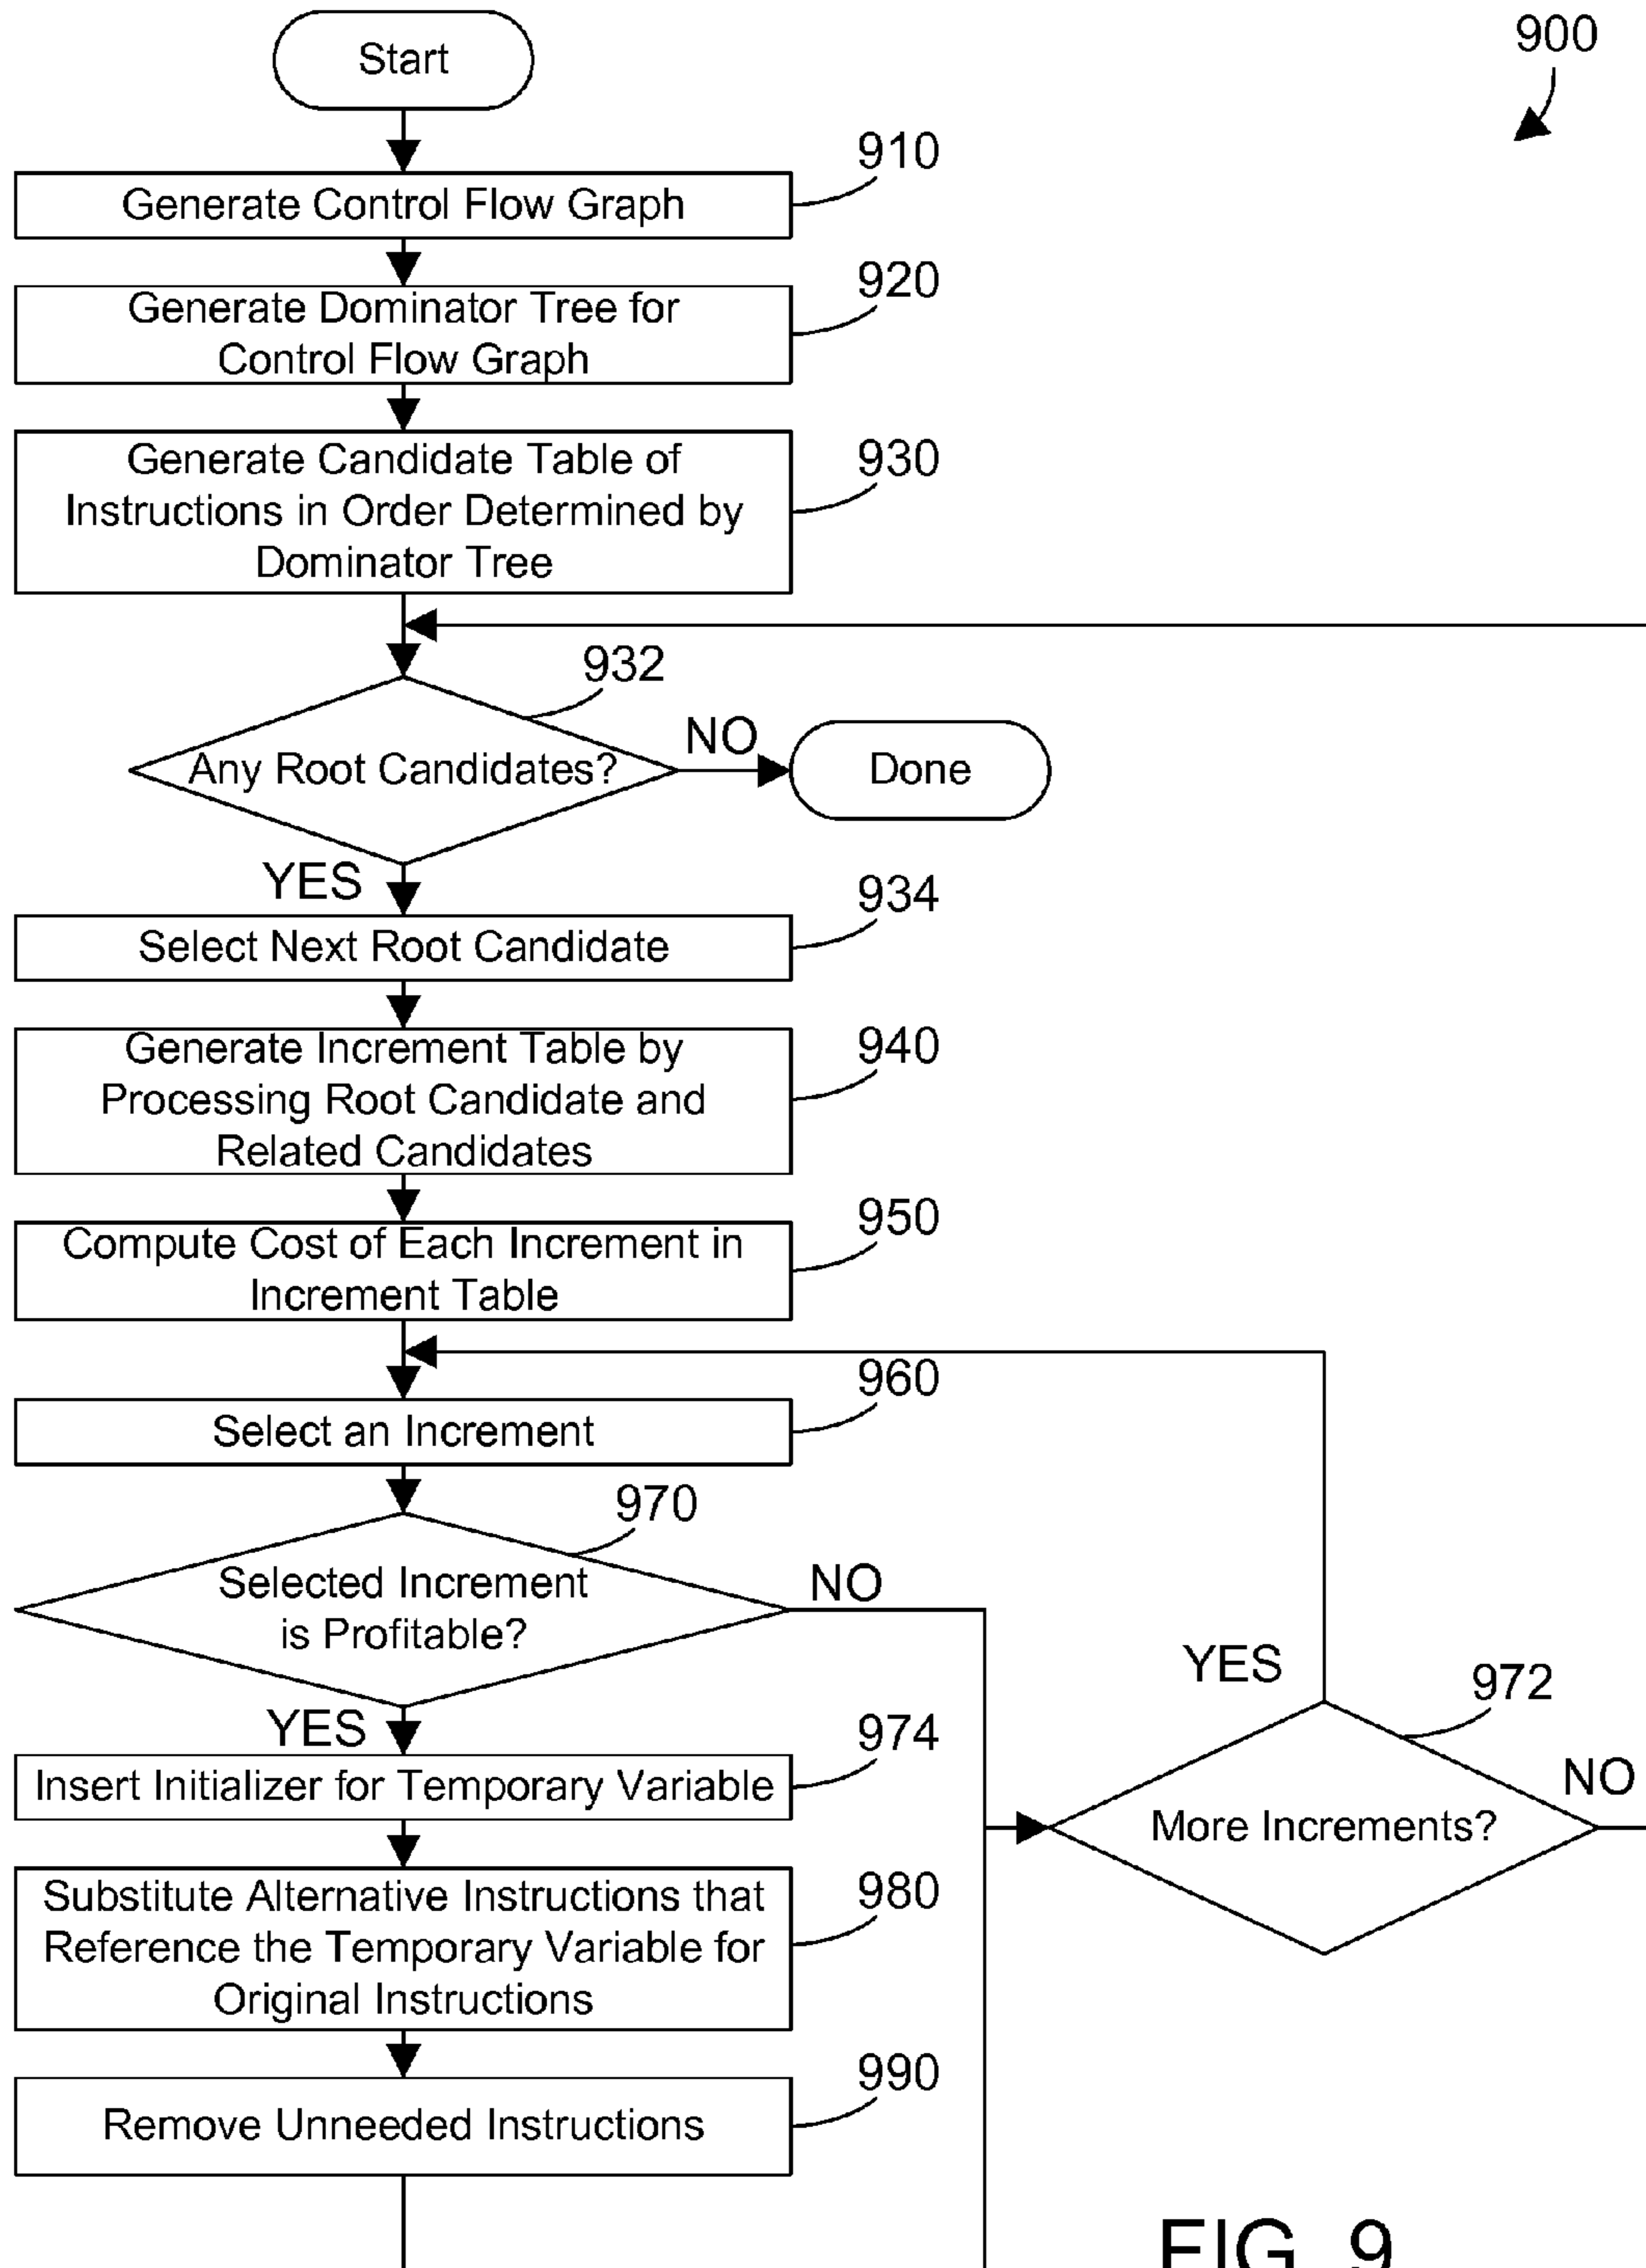 Start
900
910
Generate Control Flow Graph
920
Generate Dominator Tree for
Control Flow Graph
930
Generate Candidate Table of
Instructions in Order Determined by
Dominator Tree
932
Any Root Candidates?
NO
Done
YES
934
Select Next Root Candidate
940
Generate Increment Table by
Processing Root Candidate and
Related Candidates
950
Compute Cost of Each Increment in
Increment Table
960
Select an Increment
970
Selected Increment
is Profitable?
NO
YES
972
More Increments?
NO
YES
974
Insert Initializer for Temporary Variable
980
Substitute Alternative Instructions that
Reference the Temporary Variable for
Original Instructions
990
Remove Unneeded Instructions
FIG. 9